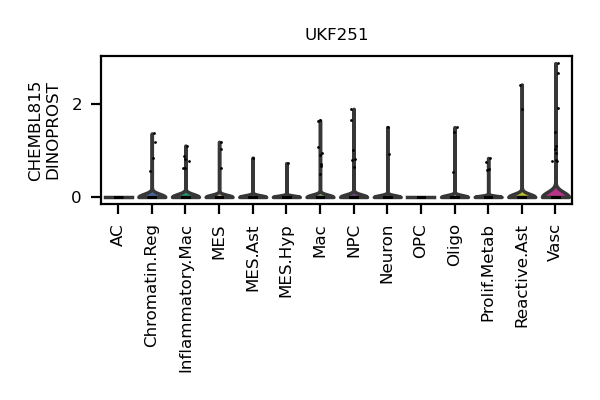 UKF251
CHEMBL815
DINOPROST
2
0
AC
Chromatin.Reg
Inflammatory.Mac
MES
MES.Ast
MES.Hyp
Mac
NPC
Neuron
OPC
Oligo
Prolif.Metab
Reactive.Ast
Vasc